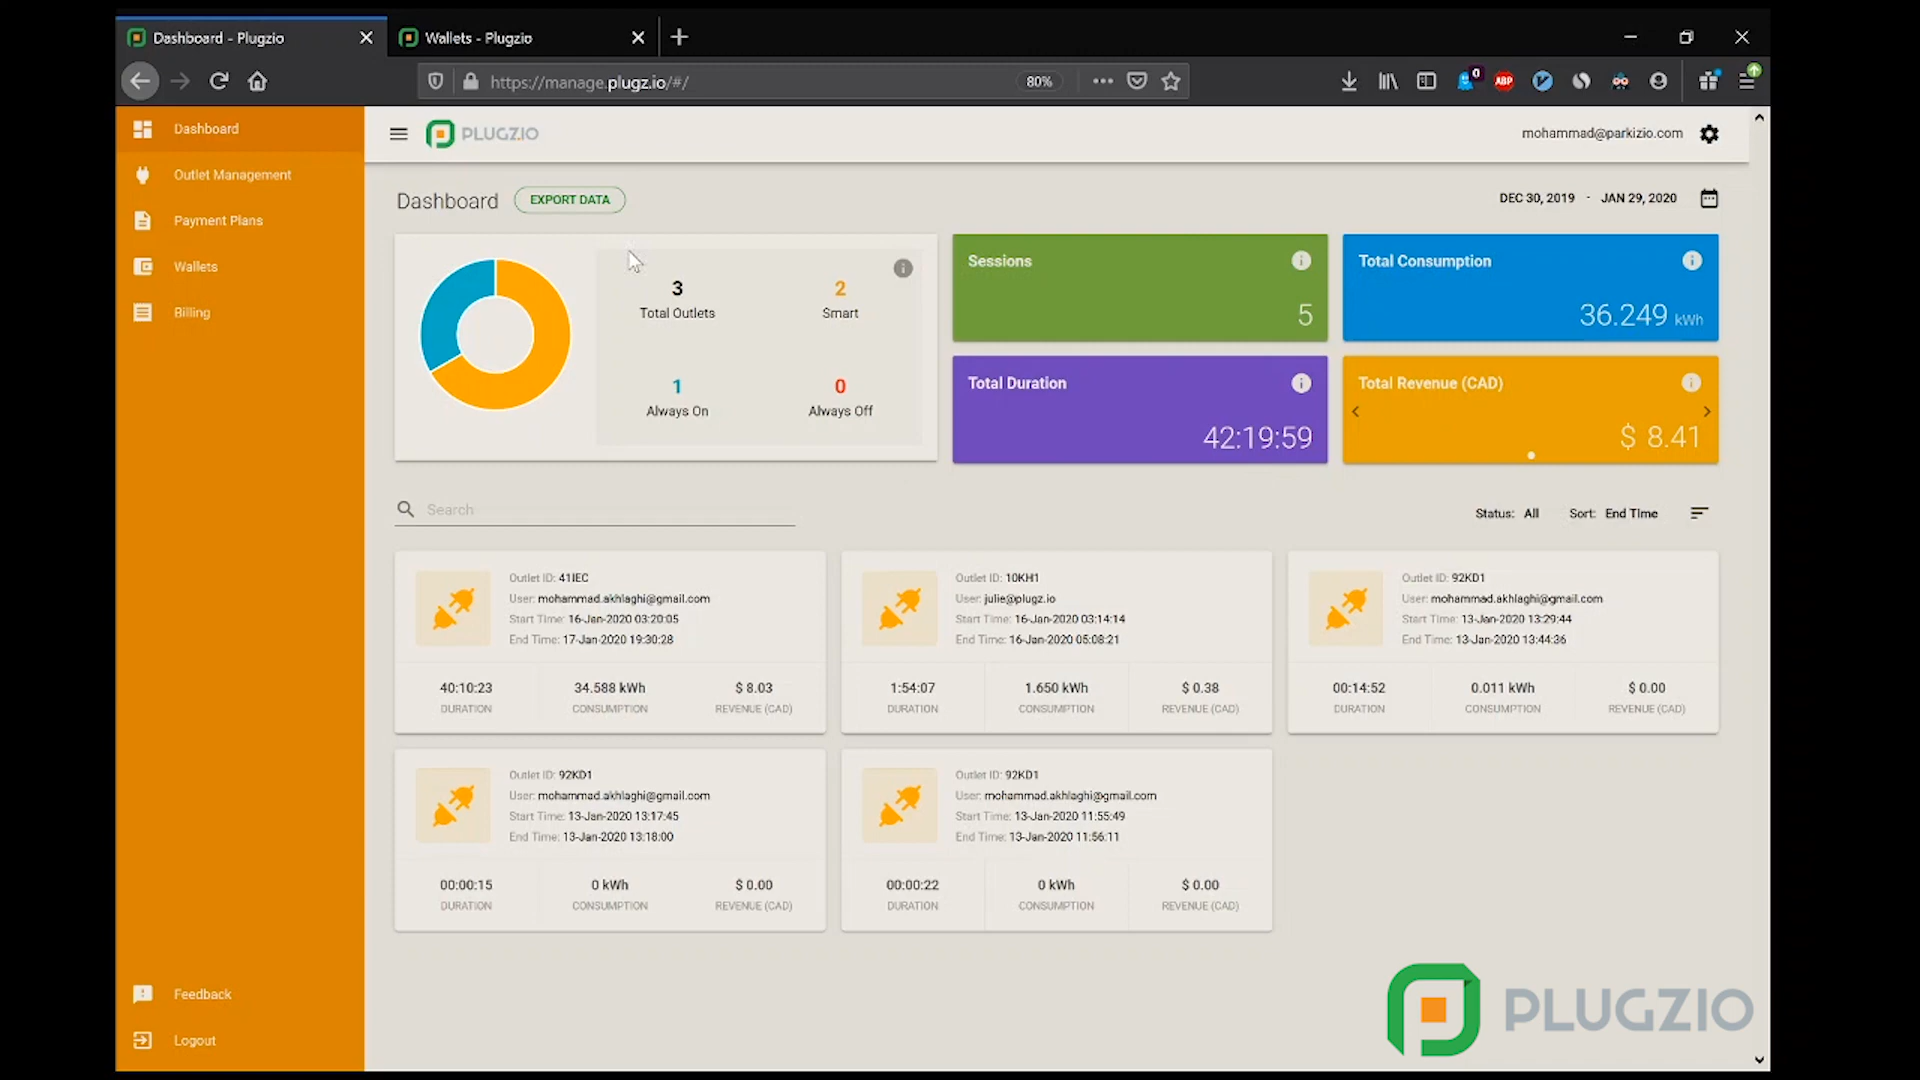 Dashboard - Plugzio
Wallets - Plugzio
https://manage.plugz.io/#/
80%
0
ABP
Dashboard
Outlet Management
Payment Plans
Wallets
Billing
Feedback
Logout
PLUGZIO
mohammad@parkizio.com
Dashboard
EXPORT DATA
DEC 30, 2019 - JAN 29, 2020
3
Total Outlets
2
Smart
1
Always On
0
Always Off
Sessions
5
Total Consumption
36.249 kWh
Total Duration
42:19:59
Total Revenue (CAD)
$ 8.41
Search
Status: All
Sort: End Time
Outlet ID: 41IEC
User: mohammad.akhlaghi@gmail.com
Start Time: 16-Jan-2020 03:20:05
End Time: 17-Jan-2020 19:30:28
40:10:23
DURATION
34.588 kWh
CONSUMPTION
$ 8.03
REVENUE (CAD)
Outlet ID: 10KH1
User: julie@plugz.io
Start Time: 16-Jan-2020 03:14:14
End Time: 16-Jan-2020 05:08:21
1:54:07
DURATION
1.650 kWh
CONSUMPTION
$ 0.38
REVENUE (CAD)
Outlet ID: 92KD1
User: mohammad.akhlaghi@gmail.com
Start Time: 13-Jan-2020 13:29:44
End Time: 13-Jan-2020 13:44:36
00:14:52
DURATION
0.011 kWh
CONSUMPTION
$ 0.00
REVENUE (CAD)
Outlet ID: 92KD1
User: mohammad.akhlaghi@gmail.com
Start Time: 13-Jan-2020 13:17:45
End Time: 13-Jan-2020 13:18:00
00:00:15
DURATION
0 kWh
CONSUMPTION
$ 0.00
REVENUE (CAD)
Outlet ID: 92KD1
User: mohammad.akhlaghi@gmail.com
Start Time: 13-Jan-2020 11:55:49
End Time: 13-Jan-2020 11:56:11
00:00:22
DURATION
0 kWh
CONSUMPTION
$ 0.00
REVENUE (CAD)
PLUGZIO